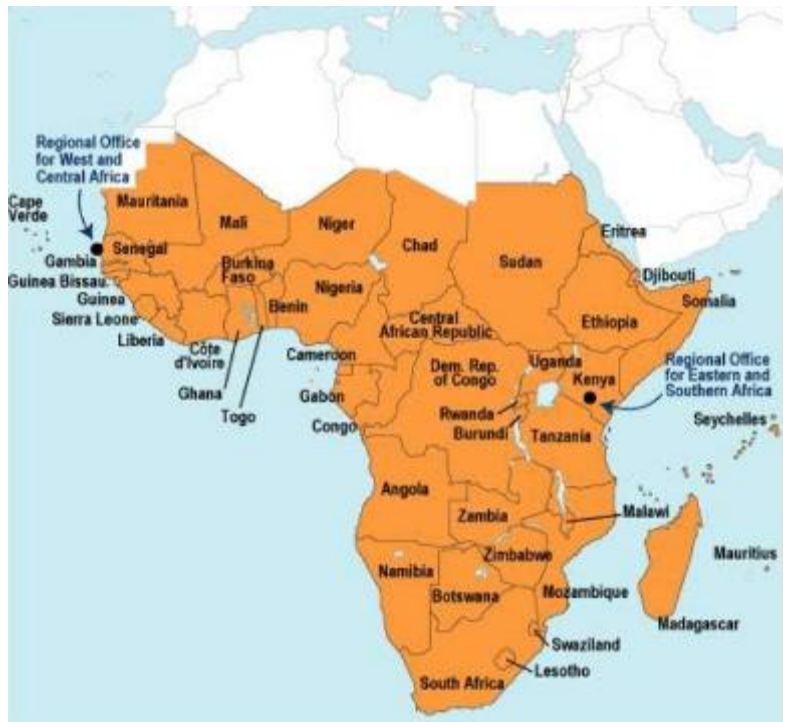 Regional Office
for West and
Central Africa
Cape
Verde
Mauritania
Mali
Niger
Chad
Sudan
Eritrea
Senegal
Gambia
Guinea Bissau
Guinea
Sierra Leone
Liberia
Burkina
Faso
Benin
Nigeria
Djibouti
Somalia
Ethiopia
Central
African Republic
Côte
d'Ivoire
Ghana
Togo
Cameroon
Gabon
Congo
Dem. Rep.
of Congo
Uganda
Kenya
Regional Office
for Eastern and
Southern Africa
Rwanda
Burundi
Tanzania
Seychelles
Angola
Zambia
Malawi
Zimbabwe
Mauritius
Namibia
Botswana
Mozambique
Madagascar
Swaziland
Lesotho
South Africa